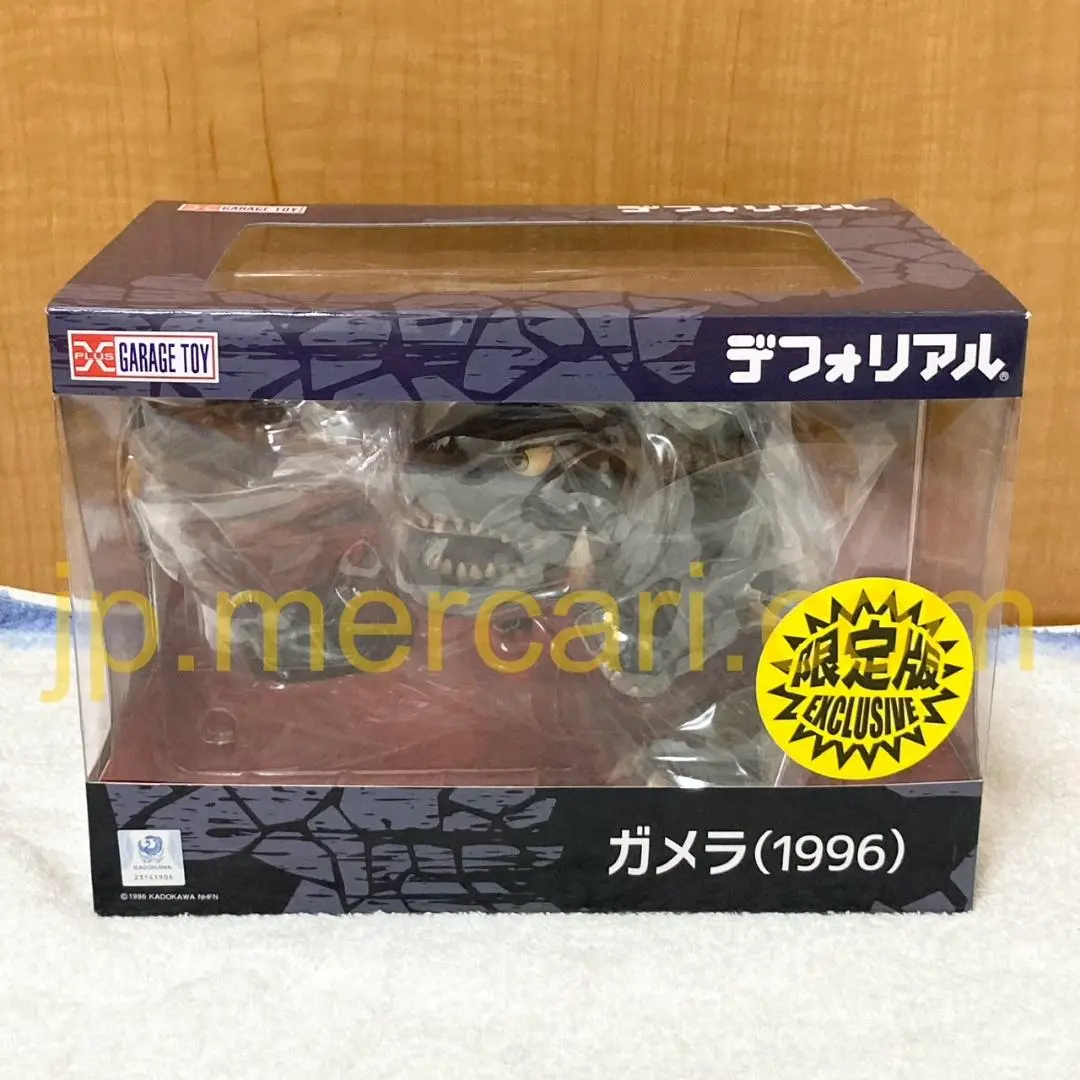 GARAGE TOY
デフォリアル
X PLUS GARAGE TOY
デフォリアル®
jp.mercari.com
限定版
EXCLUSIVE
ガメラ(1996)
KADOKAWA
23141906
©1996 KADOKAWA NHFN